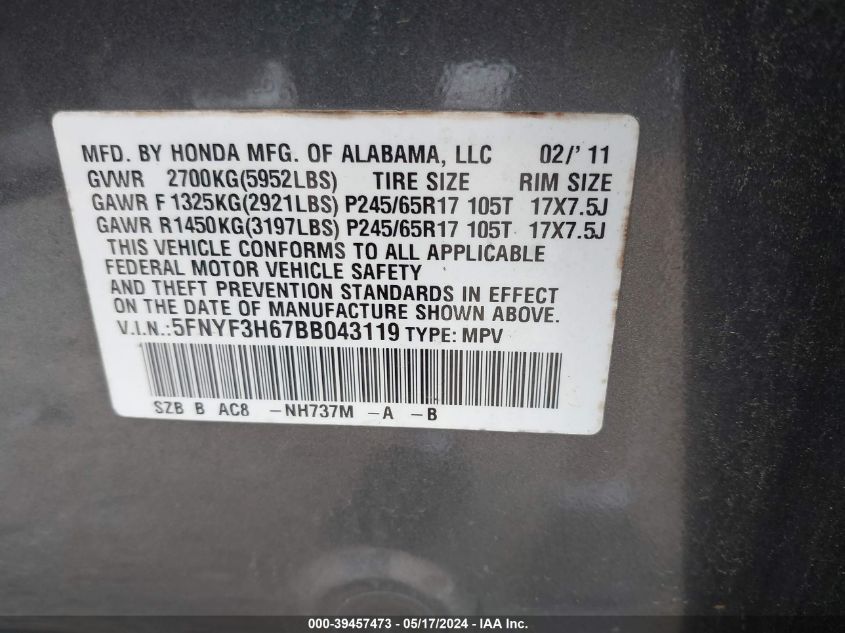 MFD. BY HONDA MFG. OF ALABAMA, LLC 02/'11
GVWR 2700KG(5952LBS) TIRE SIZE RIM SIZE
GAWR F 1325KG(2921LBS) P245/65R17 105T 17X7.5J
GAWR R1450KG(3197LBS) P245/65R17 105T 17X7.5J
THIS VEHICLE CONFORMS TO ALL APPLICABLE
FEDERAL MOTOR VEHICLE SAFETY
AND THEFT PREVENTION STANDARDS IN EFFECT
ON THE DATE OF MANUFACTURE SHOWN ABOVE.
V.I.N.:5FNYF3H67BB043119 TYPE: MPV
SZB B AC8 -NH737M -A -B
000-39457473 - 05/17/2024 - IAA Inc.